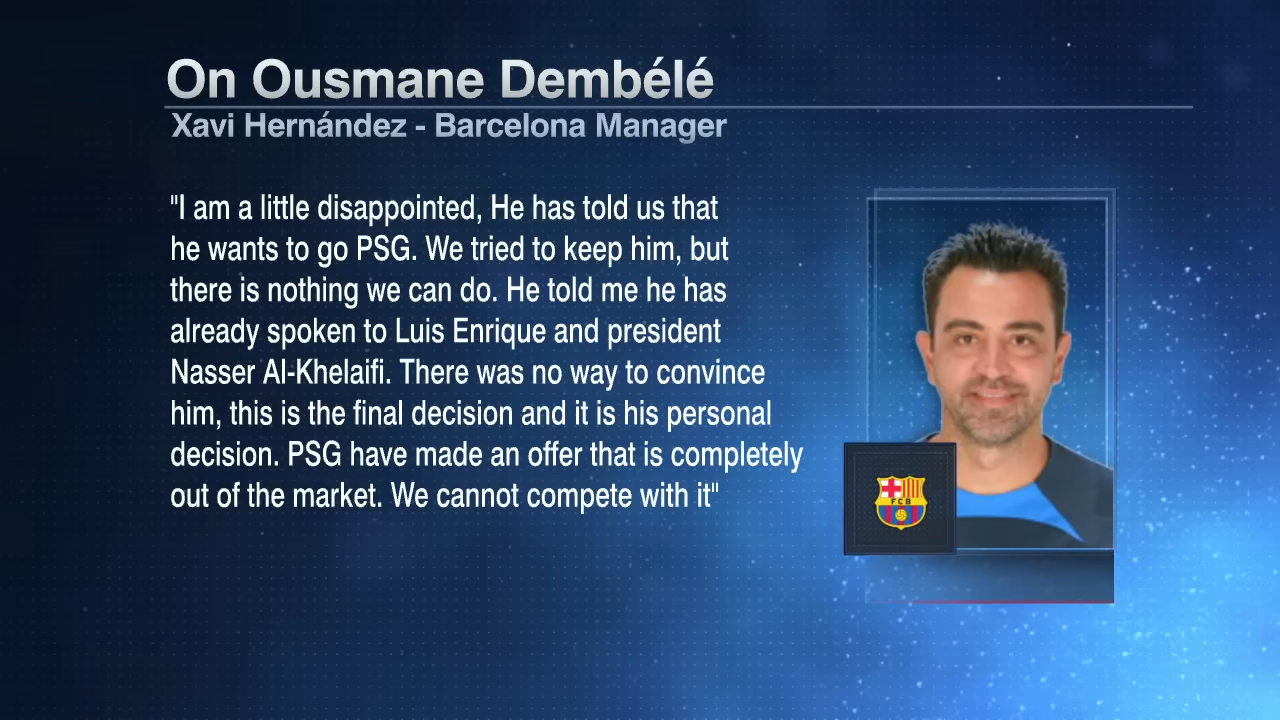 On Ousmane Dembélé
Xavi Hernández - Barcelona Manager
"I am a little disappointed, He has told us that
he wants to go PSG. We tried to keep him, but
there is nothing we can do. He told me he has
already spoken to Luis Enrique and president
Nasser Al-Khelaifi. There was no way to convince
him, this is the final decision and it is his personal
decision. PSG have made an offer that is completely
out of the market. We cannot compete with it"
FCB